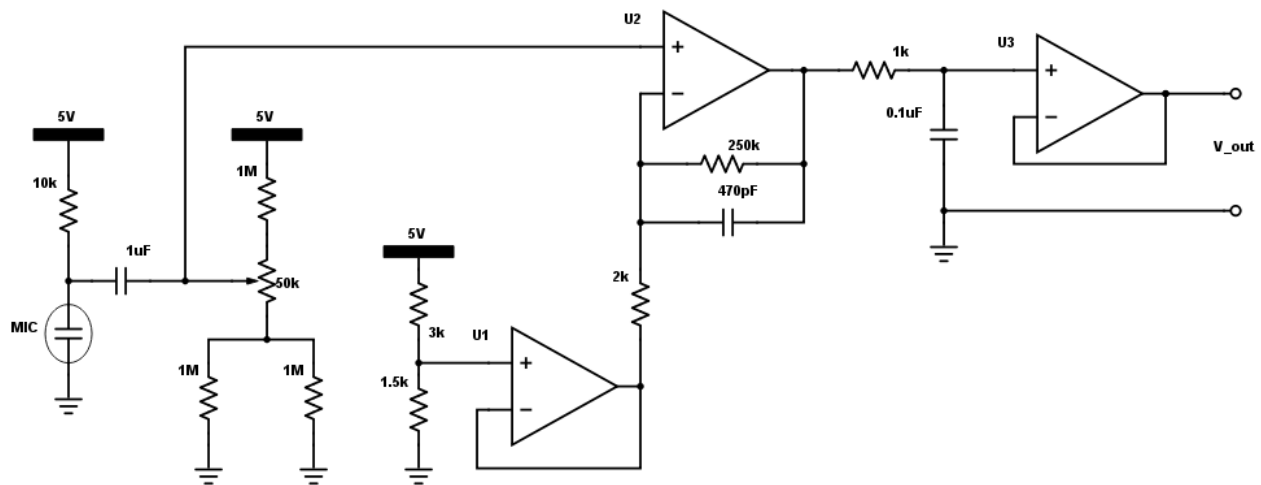 U2
+
−
1k
U3
+
−
0.1uF
V_out
5V
5V
10k
1M
250k
470pF
1uF
50k
5V
2k
MIC
3k
U1
+
−
1M
1M
1.5k